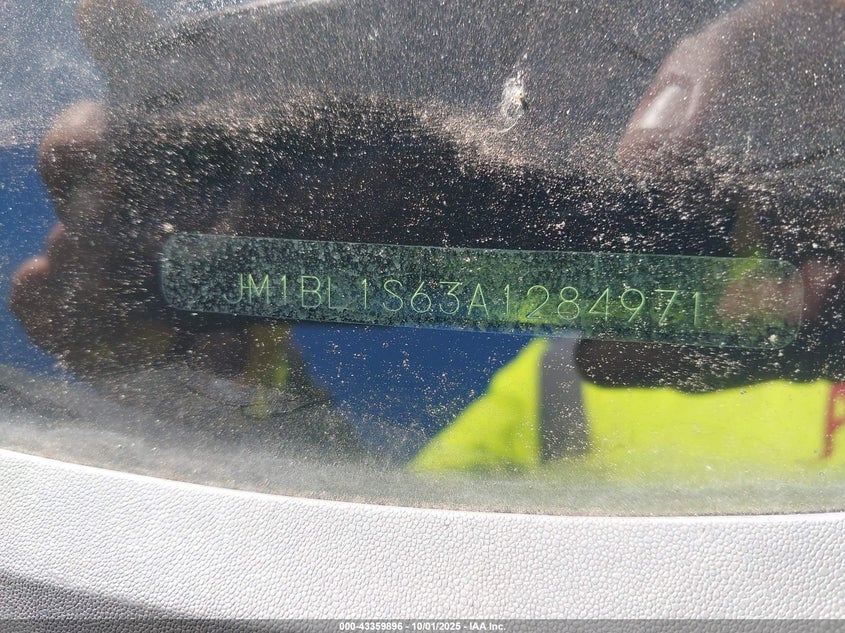 JM1BL1S63A1284971
000-43359896 - 10/01/2025 - IAA Inc.